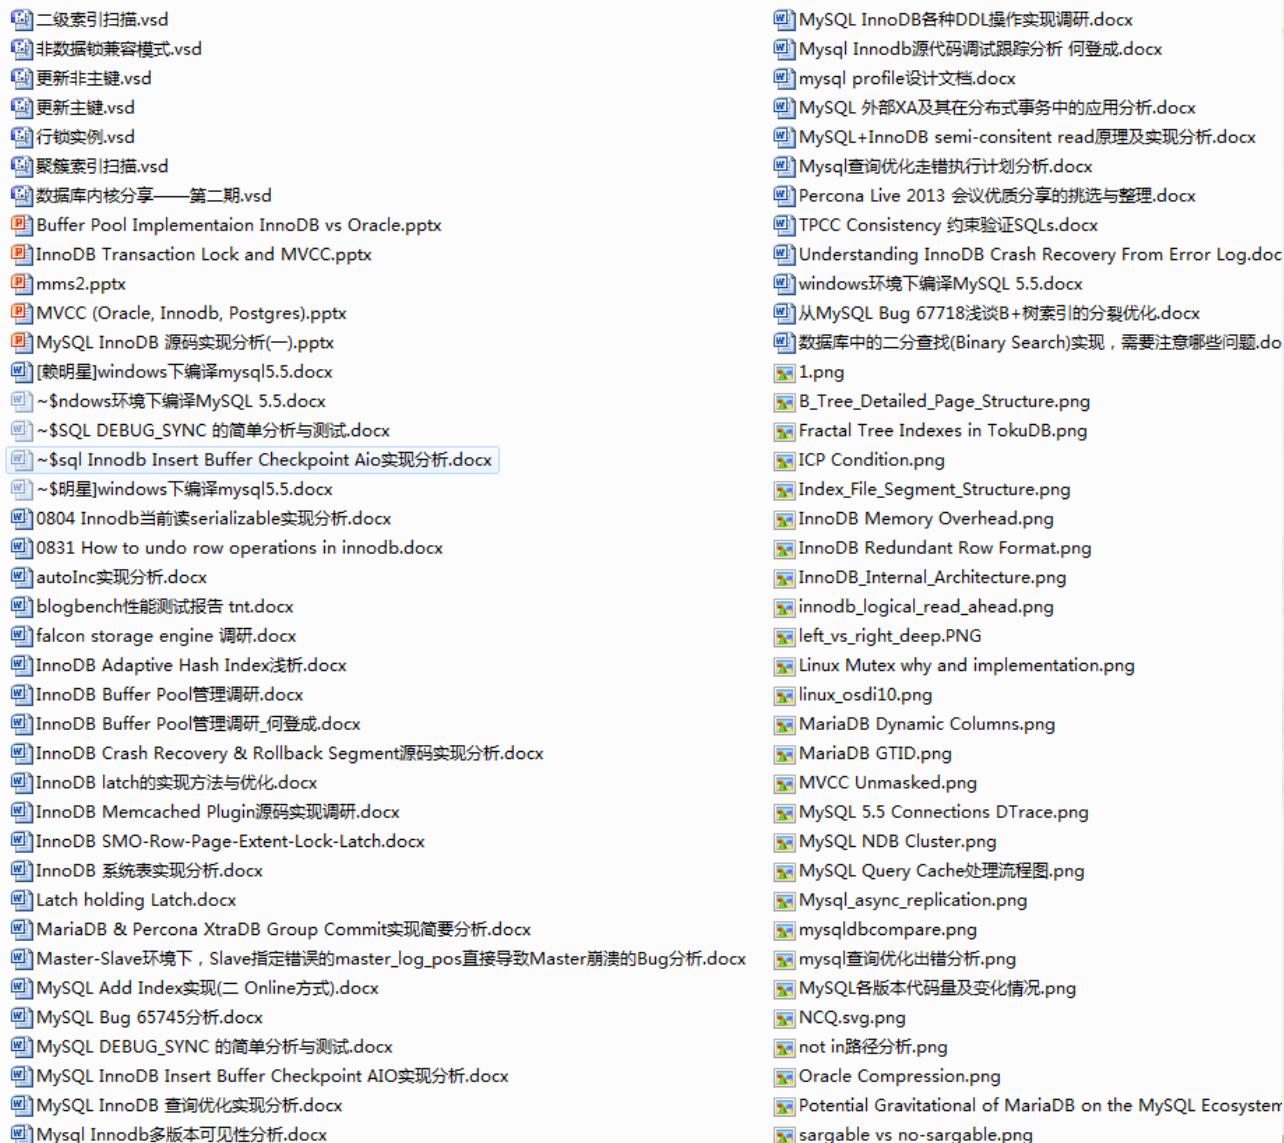 二级索引扫描.vsd
非数据锁兼容模式.vsd
更新非主键.vsd
更新主键.vsd
行锁实例.vsd
聚簇索引扫描.vsd
数据库内核分享——第二期.vsd
Buffer Pool Implementaion InnoDB vs Oracle.pptx
InnoDB Transaction Lock and MVCC.pptx
mms2.pptx
MVCC (Oracle, Innodb, Postgres).pptx
MySQL InnoDB 源码实现分析(一).pptx
[赖明星]windows下编译mysql5.5.docx
~$ndows环境下编译MySQL 5.5.docx
~$SQL DEBUG_SYNC 的简单分析与测试.docx
~$sql Innodb Insert Buffer Checkpoint Aio实现分析.docx
~$明星]windows下编译mysql5.5.docx
0804 Innodb当前读serializable实现分析.docx
0831 How to undo row operations in innodb.docx
autoInc实现分析.docx
blogbench性能测试报告 tnt.docx
falcon storage engine 调研.docx
InnoDB Adaptive Hash Index浅析.docx
InnoDB Buffer Pool管理调研.docx
InnoDB Buffer Pool管理调研_何登成.docx
InnoDB Crash Recovery & Rollback Segment源码实现分析.docx
InnoDB latch的实现方法与优化.docx
InnoDB Memcached Plugin源码实现调研.docx
InnoDB SMO-Row-Page-Extent-Lock-Latch.docx
InnoDB 系统表实现分析.docx
Latch holding Latch.docx
MariaDB & Percona XtraDB Group Commit实现简要分析.docx
Master-Slave环境下，Slave指定错误的master_log_pos直接导致Master崩溃的Bug分析.docx
MySQL Add Index实现(二 Online方式).docx
MySQL Bug 65745分析.docx
MySQL DEBUG_SYNC 的简单分析与测试.docx
MySQL InnoDB Insert Buffer Checkpoint AIO实现分析.docx
MySQL InnoDB 查询优化实现分析.docx
Mysql Innodb多版本可见性分析.docx
MySQL InnoDB各种DDL操作实现调研.docx
Mysql Innodb源代码调试跟踪分析 何登成.docx
mysql profile设计文档.docx
MySQL 外部XA及其在分布式事务中的应用分析.docx
MySQL+InnoDB semi-consitent read原理及实现分析.docx
Mysql查询优化走错执行计划分析.docx
Percona Live 2013 会议优质分享的挑选与整理.docx
TPCC Consistency 约束验证SQLs.docx
Understanding InnoDB Crash Recovery From Error Log.doc
windows环境下编译MySQL 5.5.docx
从MySQL Bug 67718浅谈B+树索引的分裂优化.docx
数据库中的二分查找(Binary Search)实现，需要注意哪些问题.do
1.png
B_Tree_Detailed_Page_Structure.png
Fractal Tree Indexes in TokuDB.png
ICP Condition.png
Index_File_Segment_Structure.png
InnoDB Memory Overhead.png
InnoDB Redundant Row Format.png
InnoDB_Internal_Architecture.png
innodb_logical_read_ahead.png
left_vs_right_deep.PNG
Linux Mutex why and implementation.png
linux_osdi10.png
MariaDB Dynamic Columns.png
MariaDB GTID.png
MVCC Unmasked.png
MySQL 5.5 Connections DTrace.png
MySQL NDB Cluster.png
MySQL Query Cache处理流程图.png
Mysql_async_replication.png
mysqldbcompare.png
mysql查询优化出错分析.png
MySQL各版本代码量及变化情况.png
NCQ.svg.png
not in路径分析.png
Oracle Compression.png
Potential Gravitational of MariaDB on the MySQL Ecosystem
sargable vs no-sargable.png